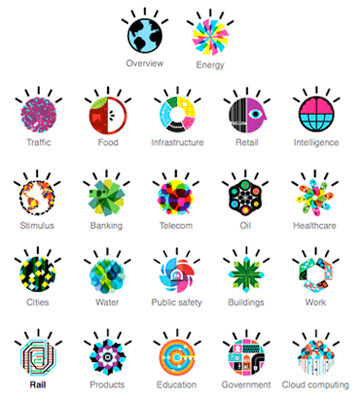 Overview Energy
Traffic Food Infrastructure Retail Intelligence
Stimulus Banking Telecom Oil Healthcare
Cities Water Public safety Buildings Work
Rail Products Education Government Cloud computing